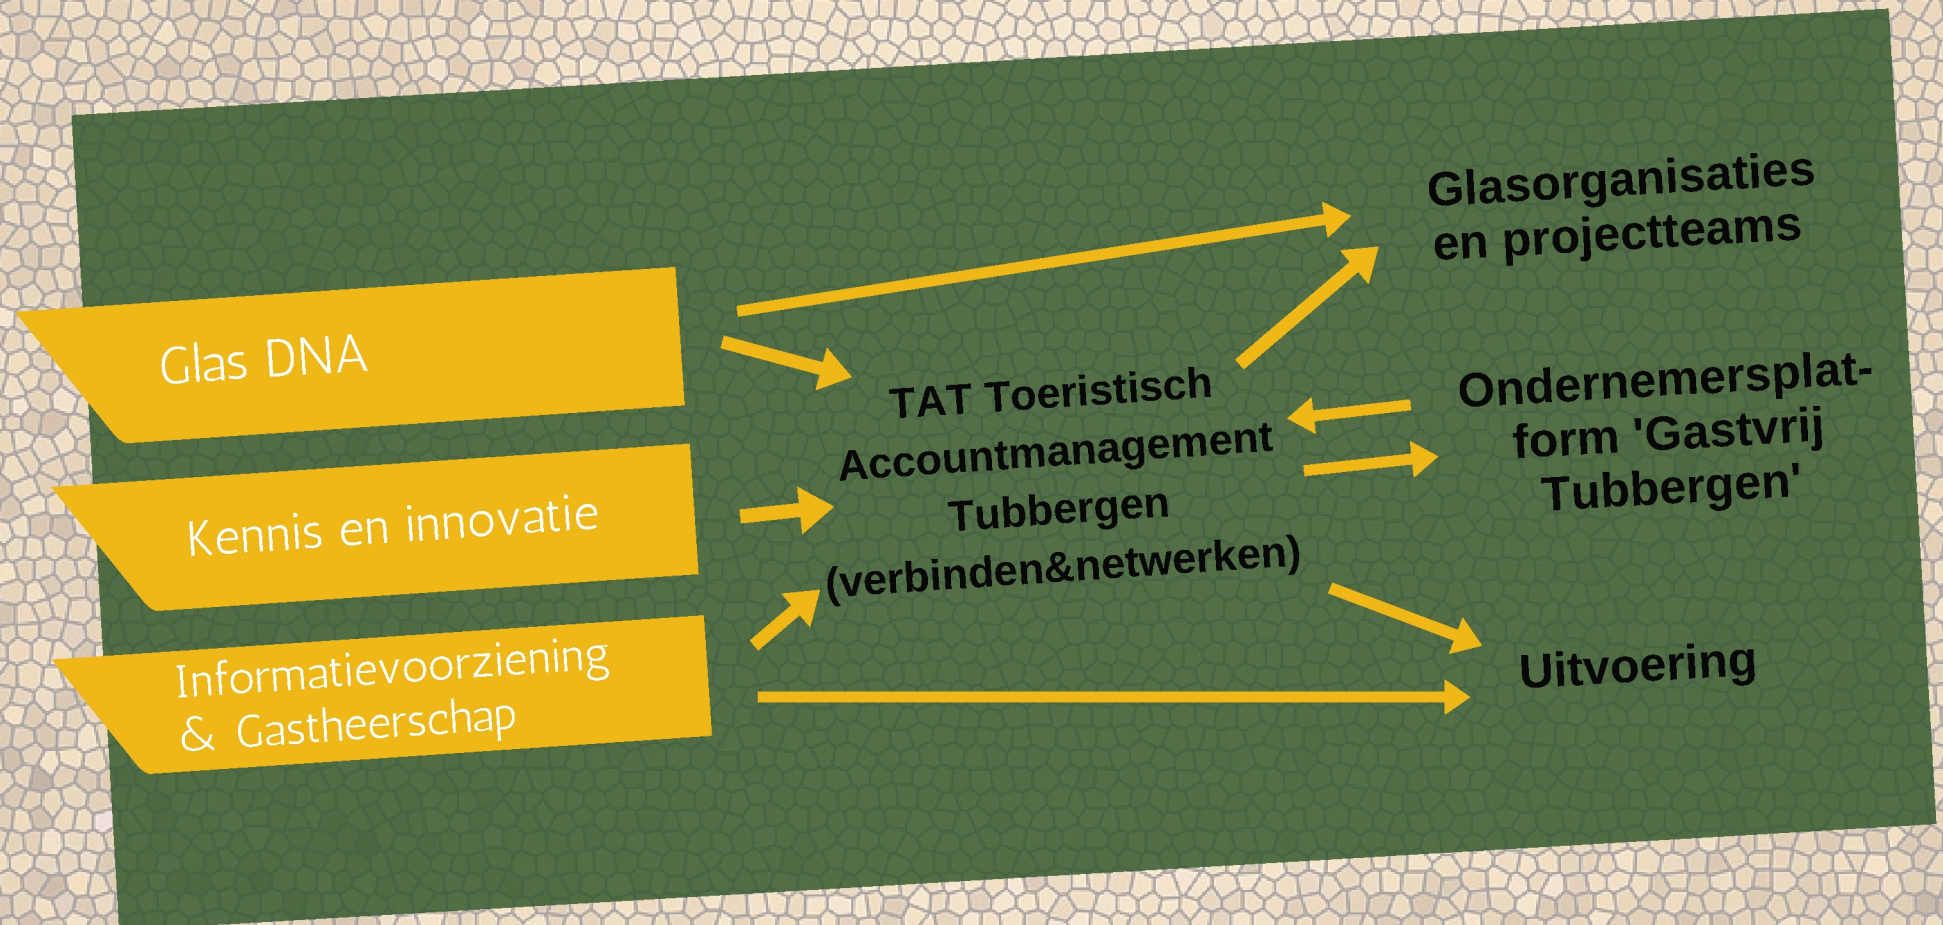 Glas DNA
Kennis en innovatie
Informatievoorziening
& Gastheerschap
TAT Toeristisch
Accountmanagement
Tubbergen
(verbinden&netwerken)
Glasorganisaties
en projectteams
Ondernemersplat-
form 'Gastvrij
Tubbergen'
Uitvoering